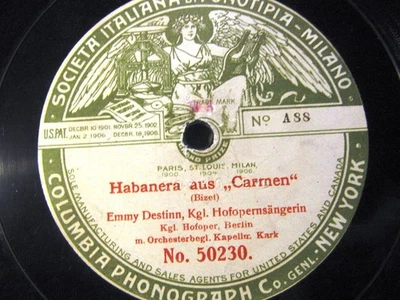 SOCIETÀ ITALIANA DI FONOTIPIA - MILANO
TRADE MARK
U.S. PAT.
DECBR. 10 1901. NOVBR 25. 1902
JAN. 2 1906. DECBR. 18, 1906.
No A88
GRAND PRIZES
PARIS, ST. LOUIS, MILAN,
1900. 1904. 1906.
Habanera aus „Carmen“
(Bizet)
Emmy Destinn, Kgl. Hofopernsängerin
Kgl. Hofoper, Berlin
m. Orchesterbegl. Kapellm. Kark
No. 50230.
SOLE MANUFACTURING AND SALES AGENTS FOR UNITED STATES AND CANADA
COLUMBIA PHONOGRAPH CO. GENL. - NEW YORK